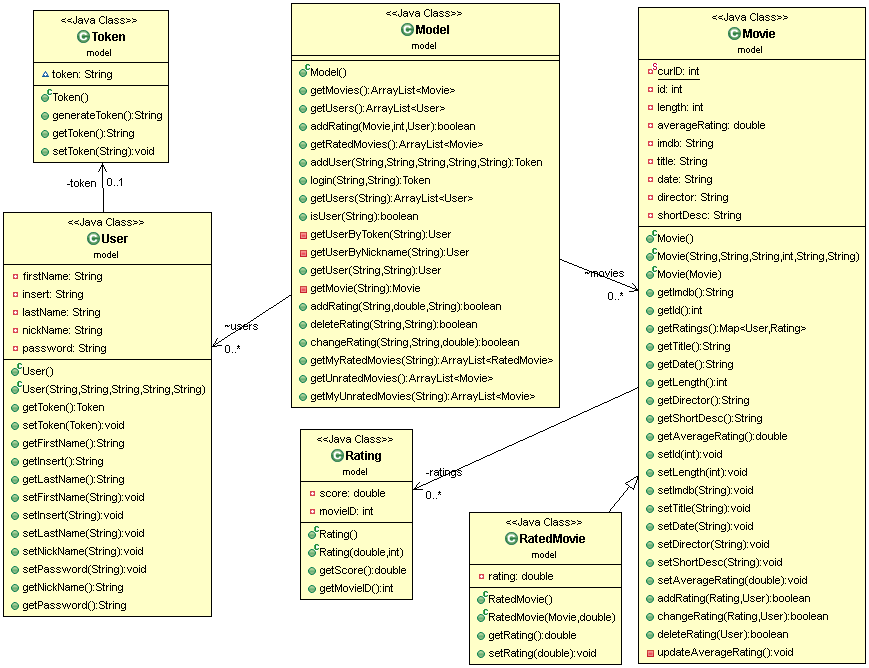 <<Java Class>>
Token
model
token: String
Token()
generateToken():String
getToken():String
setToken(String):void
-token
0..1
<<Java Class>>
User
model
firstName: String
insert: String
lastName: String
nickName: String
password: String
User()
User(String,String,String,String,String)
getToken():Token
setToken(Token):void
getFirstName():String
getInsert():String
getLastName():String
setFirstName(String):void
setInsert(String):void
setLastName(String):void
setNickName(String):void
setPassword(String):void
getNickName():String
getPassword():String
<<Java Class>>
Model
model
Model()
getMovies():ArrayList<Movie>
getUsers():ArrayList<User>
addRating(Movie,int,User):boolean
getRatedMovies():ArrayList<Movie>
addUser(String,String,String,String,String):Token
login(String,String):Token
getUsers(String):ArrayList<User>
isUser(String):boolean
getUserByToken(String):User
getUserByNickname(String):User
getUser(String,String):User
getMovie(String):Movie
addRating(String,double,String):boolean
deleteRating(String,String):boolean
changeRating(String,String,double):boolean
getMyRatedMovies(String):ArrayList<RatedMovie>
getUnratedMovies():ArrayList<Movie>
getMyUnratedMovies(String):ArrayList<Movie>
~users
0..*
~movies
0..*
<<Java Class>>
Rating
model
score: double
movieID: int
Rating()
Rating(double,int)
getScore():double
getMovieID():int
-ratings
0..*
<<Java Class>>
RatedMovie
model
rating: double
RatedMovie()
RatedMovie(Movie,double)
getRating():double
setRating(double):void
<<Java Class>>
Movie
model
curID: int
id: int
length: int
averageRating: double
imdb: String
title: String
date: String
director: String
shortDesc: String
Movie()
Movie(String,String,String,int,String,String)
Movie(Movie)
getImdb():String
getId():int
getRatings():Map<User,Rating>
getTitle():String
getDate():String
getLength():int
getDirector():String
getShortDesc():String
getAverageRating():double
setId(int):void
setLength(int):void
setImdb(String):void
setTitle(String):void
setDate(String):void
setDirector(String):void
setShortDesc(String):void
setAverageRating(double):void
addRating(Rating,User):boolean
changeRating(Rating,User):boolean
deleteRating(User):boolean
updateAverageRating():void